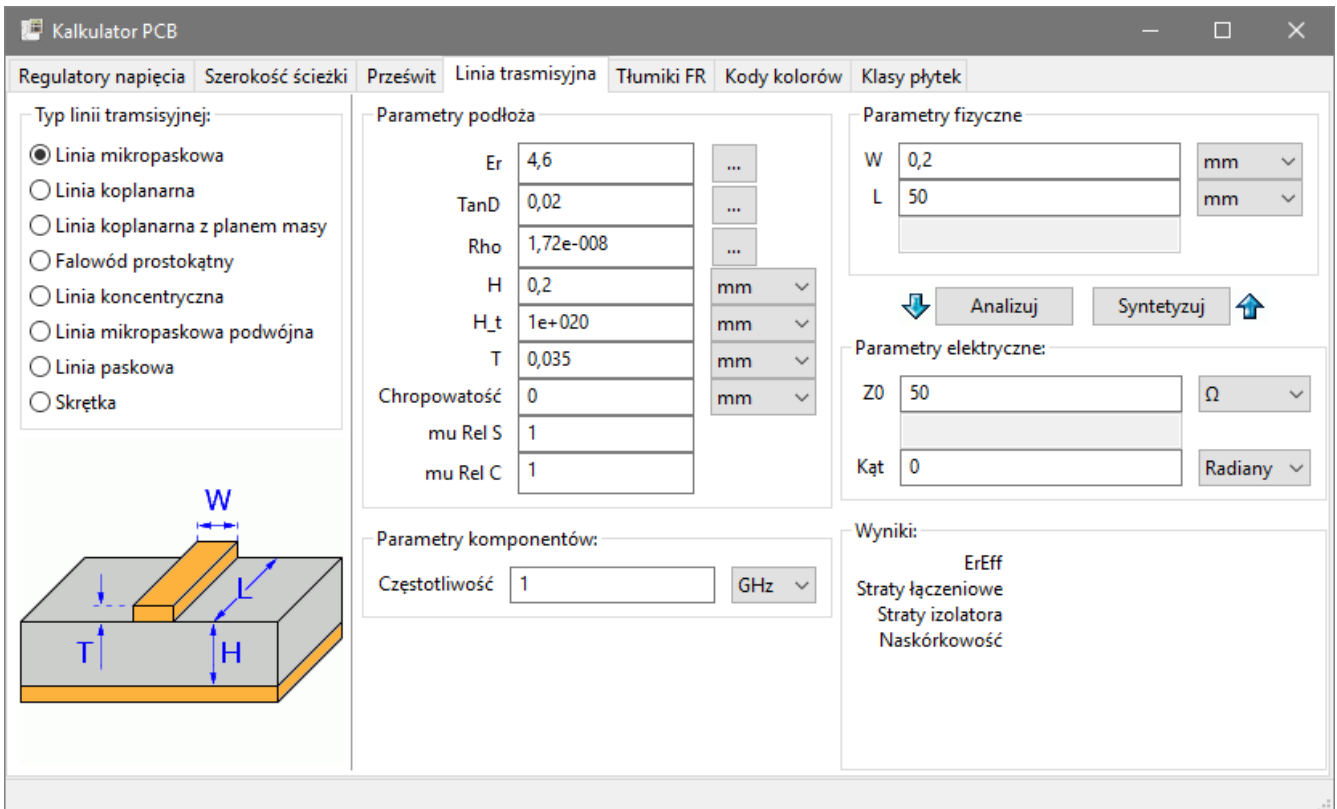 Kalkulator PCB
Regulatory napięcia Szerokość ścieżki Prześwit Linia trasmisyjna Tłumiki FR Kody kolorów Klasy płytek
Typ linii tramsisyjnej:
Linia mikropaskowa
Linia koplanarna
Linia koplanarna z planem masy
Falowód prostokątny
Linia koncentryczna
Linia mikropaskowa podwójna
Linia paskowa
Skrętka
W
L
T
H
Parametry podłoża
Er 4,6 ...
TanD 0,02 ...
Rho 1,72e-008 ...
H 0,2 mm
H_t 1e+020 mm
T 0,035 mm
Chropowatość 0 mm
mu Rel S 1
mu Rel C 1
Parametry komponentów:
Częstotliwość 1 GHz
Parametry fizyczne
W 0,2 mm
L 50 mm
Analizuj Syntetyzuj
Parametry elektryczne:
Z0 50 Ω
Kąt 0 Radiany
Wyniki:
ErEff
Straty łączeniowe
Straty izolatora
Naskórkowość